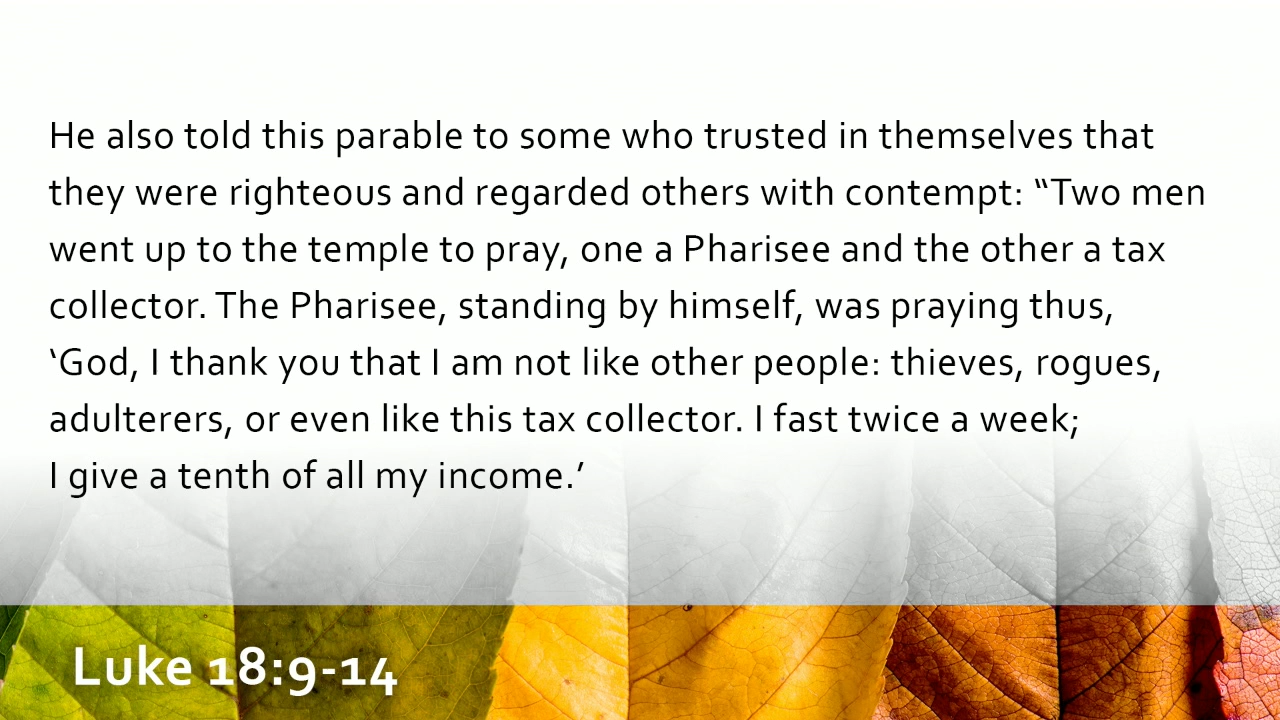 He also told this parable to some who trusted in themselves that
they were righteous and regarded others with contempt: “Two men
went up to the temple to pray, one a Pharisee and the other a tax
collector. The Pharisee, standing by himself, was praying thus,
‘God, I thank you that I am not like other people: thieves, rogues,
adulterers, or even like this tax collector. I fast twice a week;
I give a tenth of all my income.’
Luke 18:9-14